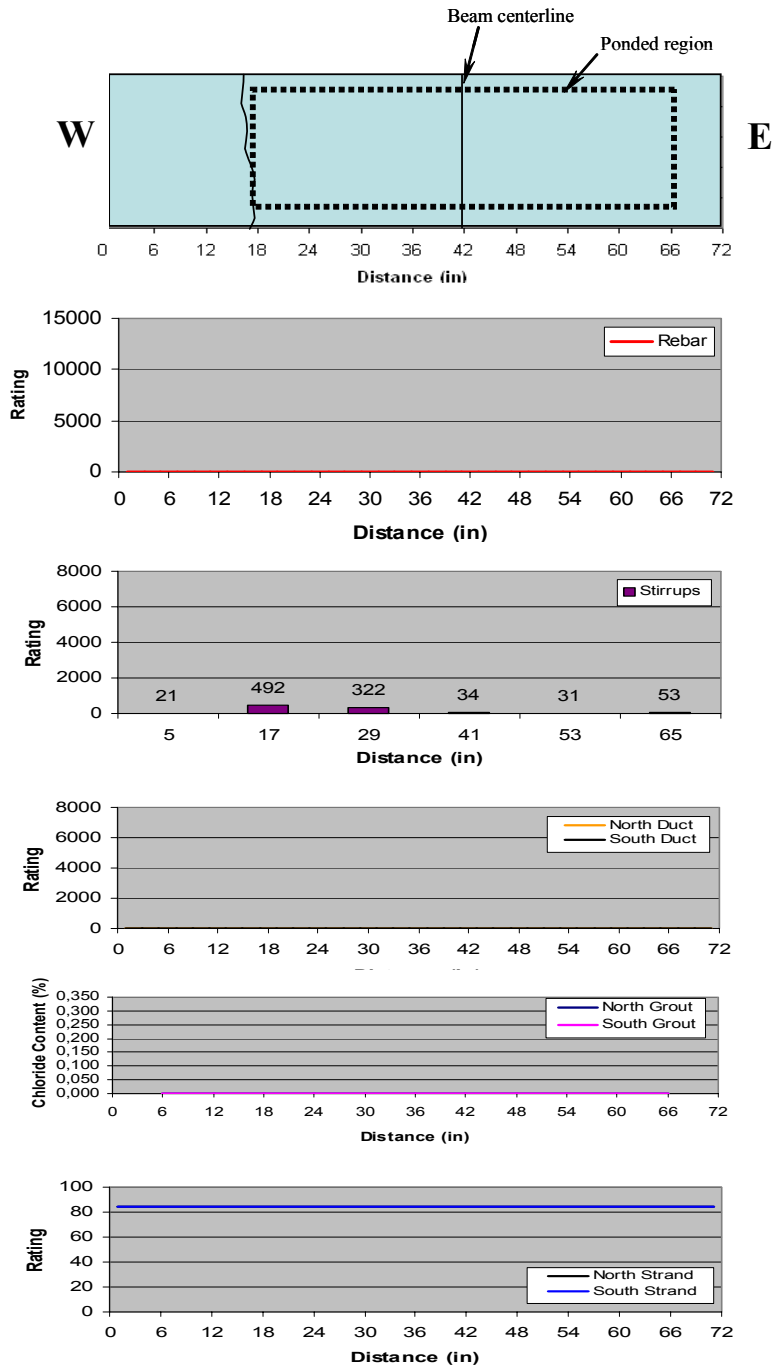 Beam centerline
Ponded region
W
E
0 6 12 18 24 30 36 42 48 54 60 66 72
Distance (in)
15000
10000
5000
0
Rating
Rebar
0 6 12 18 24 30 36 42 48 54 60 66 72
Distance (in)
8000
6000
4000
2000
0
Rating
Stirrups
21 492 322 34 31 53
5 17 29 41 53 65
Distance (in)
8000
6000
4000
2000
0
Rating
North Duct
South Duct
0 6 12 18 24 30 36 42 48 54 60 66 72
0,350
0,300
0,250
0,200
0,150
0,100
0,050
0,000
Chloride Content (%)
North Grout
South Grout
0 6 12 18 24 30 36 42 48 54 60 66 72
Distance (in)
100
80
60
40
20
0
Rating
North Strand
South Strand
0 6 12 18 24 30 36 42 48 54 60 66 72
Distance (in)